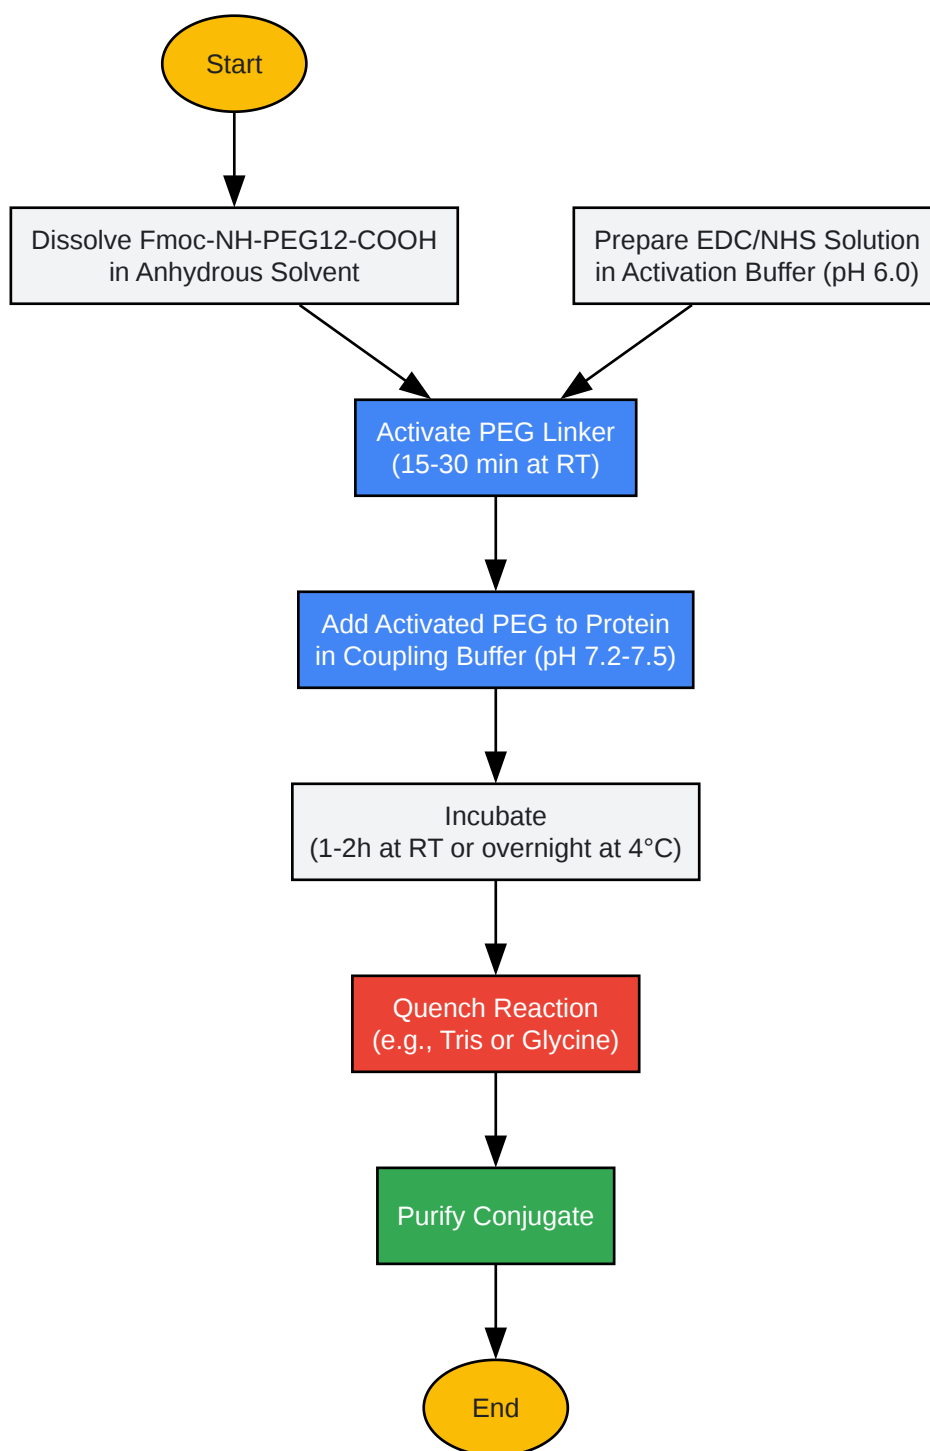 Start
Dissolve Fmoc-NH-PEG12-COOH
in Anhydrous Solvent
Prepare EDC/NHS Solution
in Activation Buffer (pH 6.0)
Activate PEG Linker
(15-30 min at RT)
Add Activated PEG to Protein
in Coupling Buffer (pH 7.2-7.5)
Incubate
(1-2h at RT or overnight at 4°C)
Quench Reaction
(e.g., Tris or Glycine)
Purify Conjugate
End